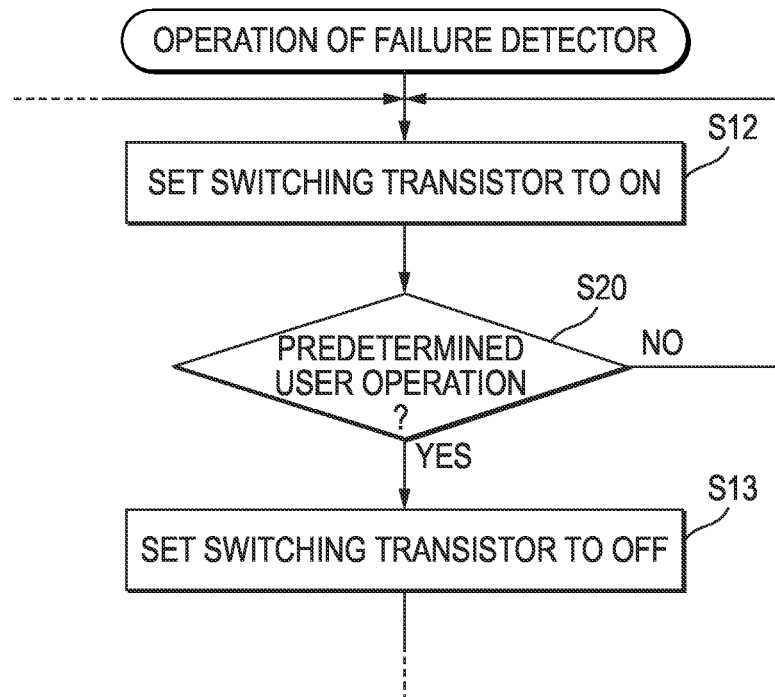 OPERATION OF FAILURE DETECTOR
S12
SET SWITCHING TRANSISTOR TO ON
S20
PREDETERMINED
USER OPERATION
?
NO
YES
S13
SET SWITCHING TRANSISTOR TO OFF